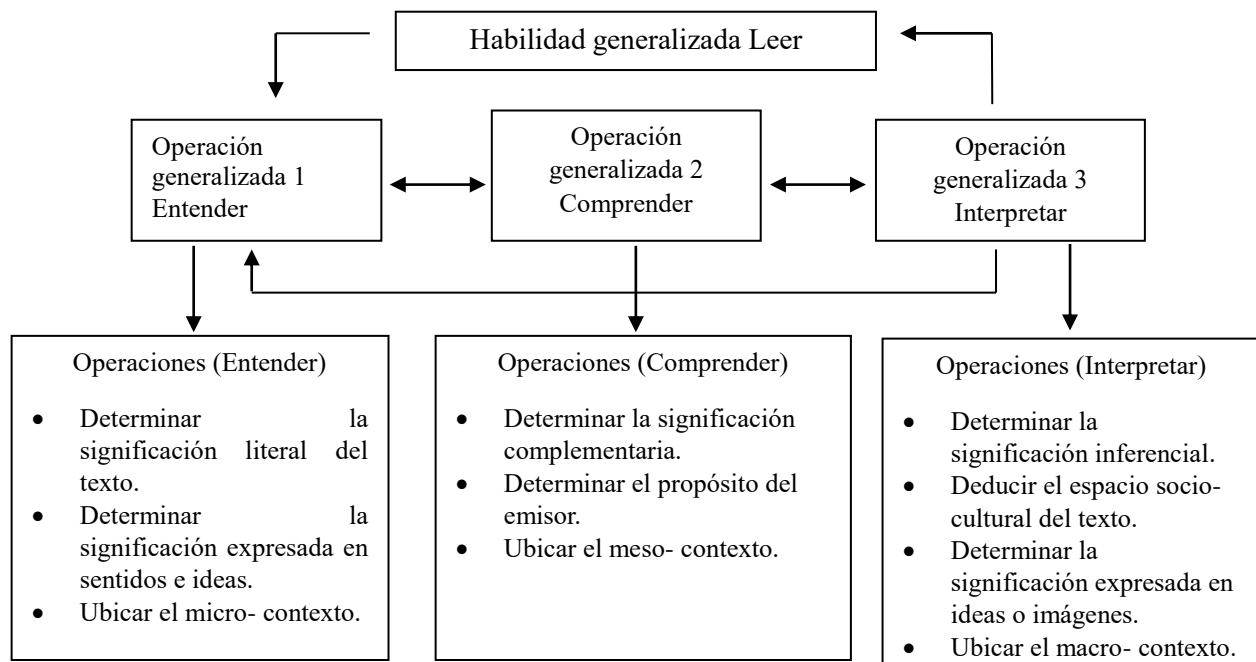 Habilidad generalizada Leer
Operación
generalizada 1
Entender
Operación
generalizada 2
Comprender
Operación
generalizada 3
Interpretar
Operaciones (Entender)
• Determinar la
significación literal del
texto.
• Determinar la
significación expresada en
sentidos e ideas.
• Ubicar el micro- contexto.
Operaciones (Comprender)
• Determinar la significación
complementaria.
• Determinar el propósito del
emisor.
• Ubicar el meso- contexto.
Operaciones (Interpretar)
• Determinar la
significación inferencial.
• Deducir el espacio socio-
cultural del texto.
• Determinar la
significación expresada en
ideas o imágenes.
• Ubicar el macro- contexto.